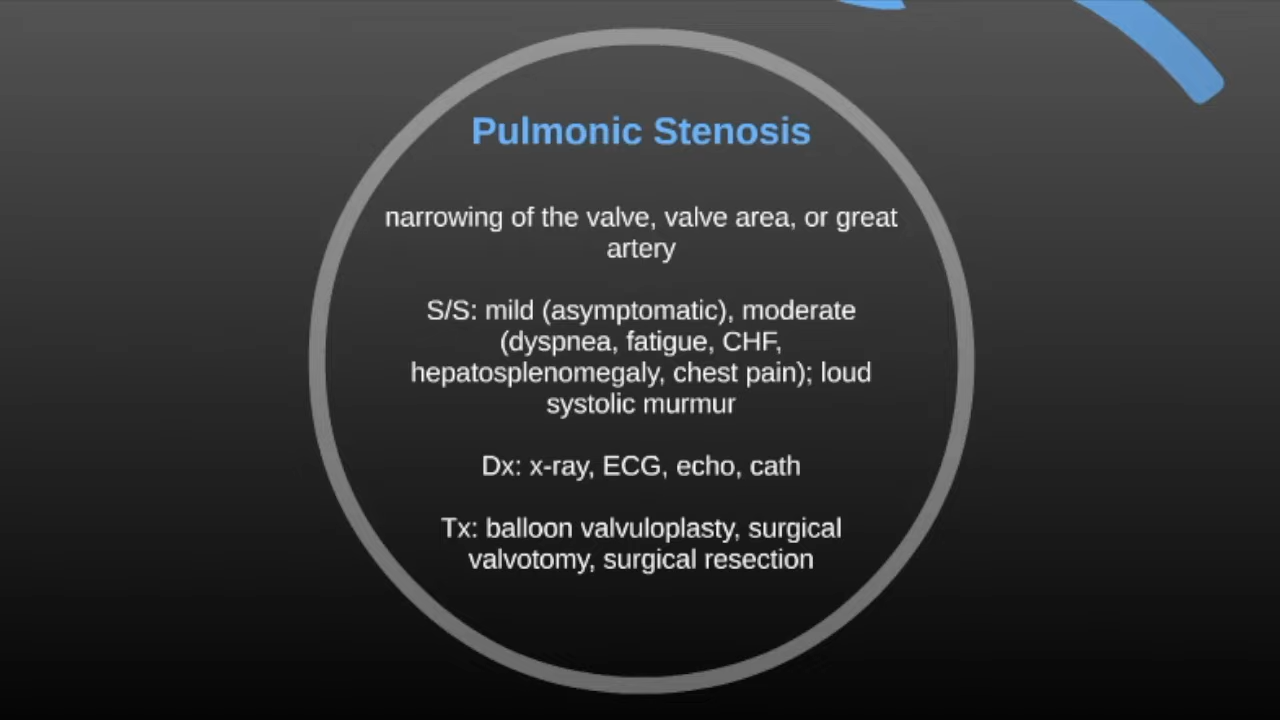 Pulmonic Stenosis
narrowing of the valve, valve area, or great
artery
S/S: mild (asymptomatic), moderate
(dyspnea, fatigue, CHF,
hepatosplenomegaly, chest pain); loud
systolic murmur
Dx: x-ray, ECG, echo, cath
Tx: balloon valvuloplasty, surgical
valvotomy, surgical resection